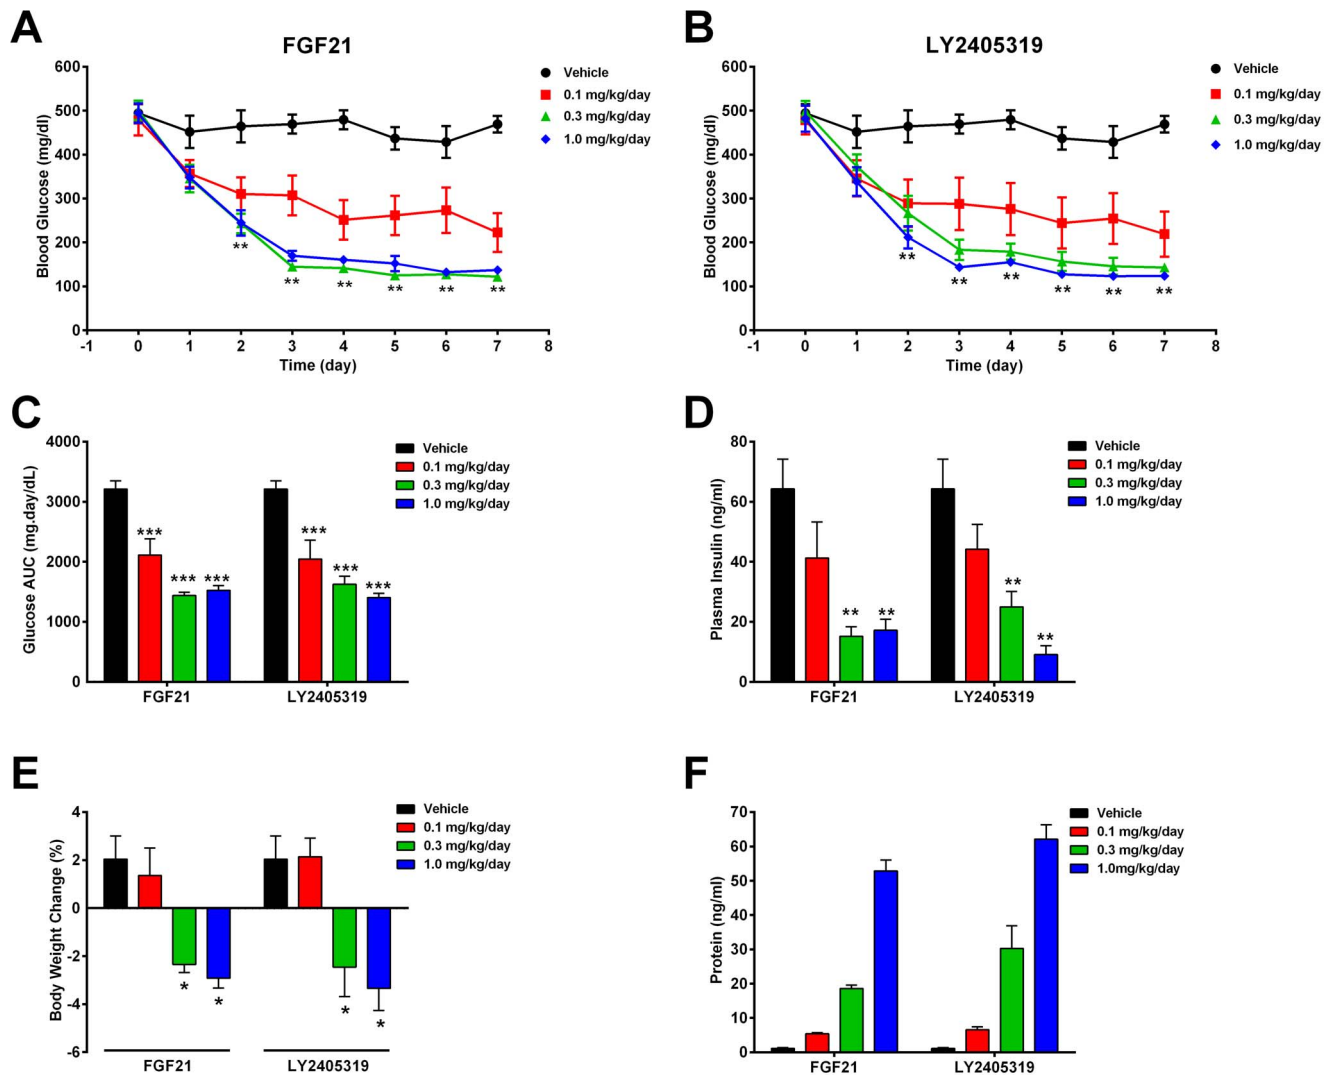 A
FGF21
600
500
400
300
200
100
0
Blood Glucose (mg/dl)
-1 0 1 2 3 4 5 6 7 8
Time (day)
** ** ** ** ** **
Vehicle
0.1 mg/kg/day
0.3 mg/kg/day
1.0 mg/kg/day
B
LY2405319
600
500
400
300
200
100
0
Blood Glucose (mg/dl)
-1 0 1 2 3 4 5 6 7 8
Time (day)
** ** ** ** ** **
Vehicle
0.1 mg/kg/day
0.3 mg/kg/day
1.0 mg/kg/day
C
4000
3000
2000
1000
0
Glucose AUC (mg.day/dL)
*** *** *** *** *** ***
FGF21 LY2405319
Vehicle
0.1 mg/kg/day
0.3 mg/kg/day
1.0 mg/kg/day
D
80
60
40
20
0
Plasma Insulin (ng/ml)
** ** ** **
FGF21 LY2405319
Vehicle
0.1 mg/kg/day
0.3 mg/kg/day
1.0 mg/kg/day
E
4
2
0
-2
-4
-6
Body Weight Change (%)
* * * *
FGF21 LY2405319
Vehicle
0.1 mg/kg/day
0.3 mg/kg/day
1.0 mg/kg/day
F
70
60
50
40
30
20
10
0
Protein (ng/ml)
FGF21 LY2405319
Vehicle
0.1 mg/kg/day
0.3 mg/kg/day
1.0mg/kg/day